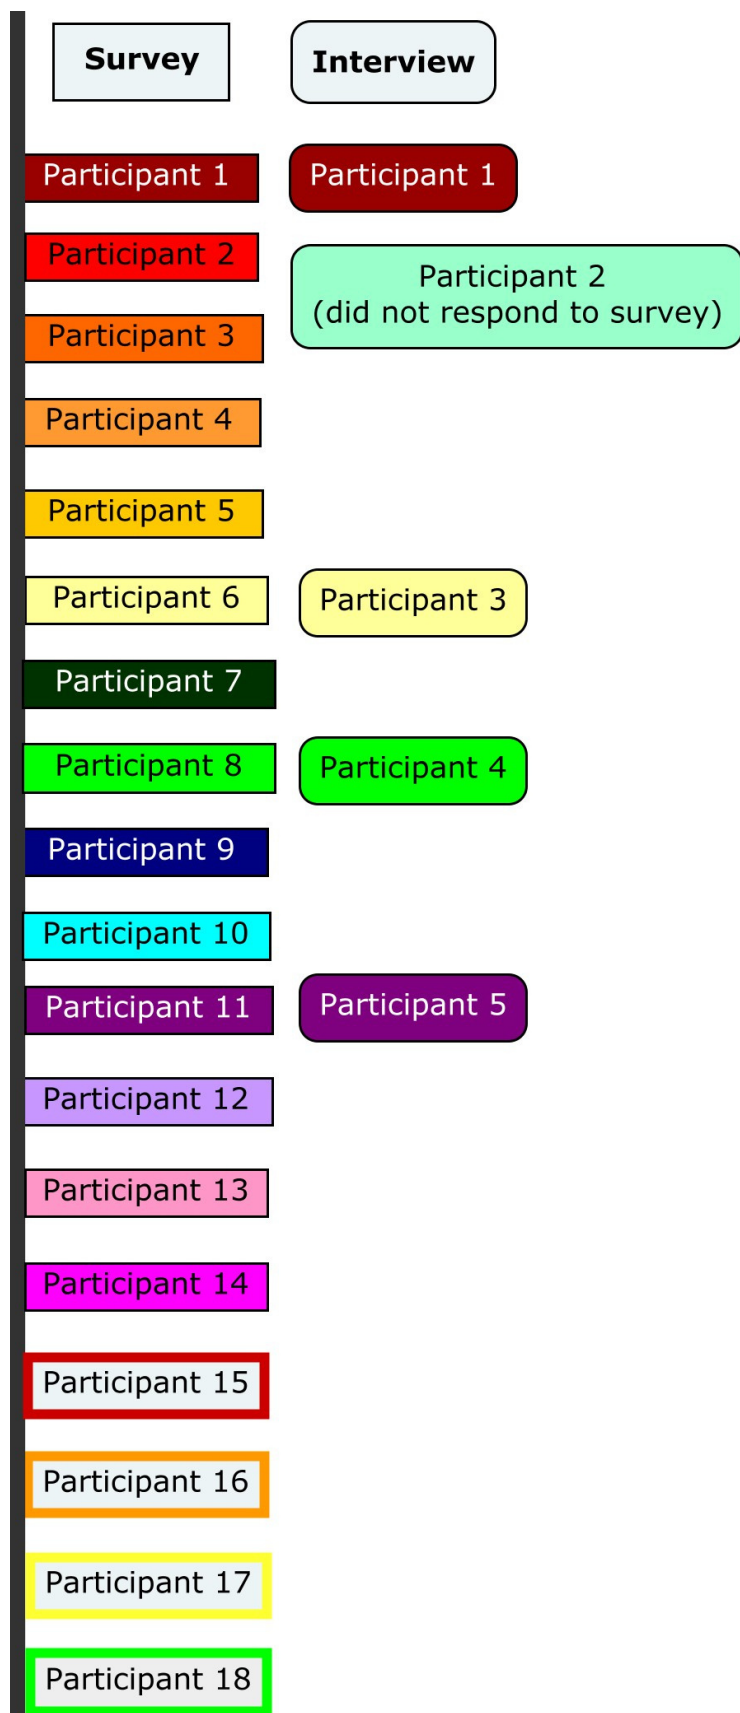 Survey
Interview
Participant 1
Participant 1
Participant 2
Participant 2
(did not respond to survey)
Participant 3
Participant 4
Participant 5
Participant 6
Participant 3
Participant 7
Participant 8
Participant 4
Participant 9
Participant 10
Participant 11
Participant 5
Participant 12
Participant 13
Participant 14
Participant 15
Participant 16
Participant 17
Participant 18